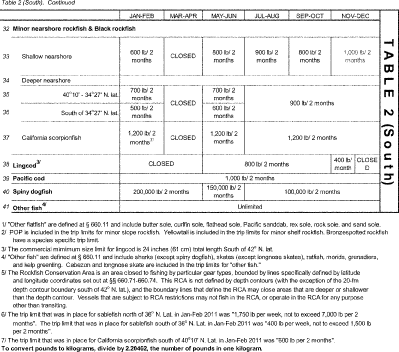 Table 2 (South). Continued
JAN-FEB MAR-APR MAY-JUN JUL-AUG SEP-OCT NOV-DEC
32 Minor nearshore rockfish & Black rockfish
33 Shallow nearshore 600 lb/ 2 months CLOSED 800 lb/ 2 months 900 lb/ 2 months 800 lb/ 2 months 1,000 lb/ 2 months
34 Deeper nearshore
35 40°10' - 34°27' N. lat. 700 lb/ 2 months CLOSED 700 lb/ 2 months 900 lb/ 2 months
36 South of 34°27' N. lat. 500 lb/ 2 months 600 lb/ 2 months
37 California scorpionfish 1,200 lb/ 2 months7/ CLOSED 1,200 lb/ 2 months 1,200 lb/ 2 months
38 Lingcod3/ CLOSED 800 lb/ 2 months 400 lb/ month CLOSED
39 Pacific cod 1,000 lb/ 2 months
40 Spiny dogfish 200,000 lb/ 2 months 150,000 lb/ 2 months 100,000 lb/ 2 months
41 Other fish4/ Unlimited
TABLE 2 (South)
1/ "Other flatfish" are defined at § 660.11 and include butter sole, curlfin sole, flathead sole, Pacific sanddab, rex sole, rock sole, and sand sole.
2/ POP is included in the trip limits for minor slope rockfish. Yellowtail is included in the trip limits for minor shelf rockfish. Bronzespotted rockfish
have a species specific trip limit.
3/ The commercial mimimum size limit for lingcod is 24 inches (61 cm) total length South of 42° N. lat.
4/ "Other fish" are defined at § 660.11 and include sharks (except spiny dogfish), skates (except longnose skates), ratfish, morids, grenadiers,
and kelp greenling. Cabezon and longnose skate are included in the trip limits for "other fish."
5/ The Rockfish Conservation Area is an area closed to fishing by particular gear types, bounded by lines specifically defined by latitude
and longitude coordinates set out at §§ 660.71-660.74. This RCA is not defined by depth contours (with the exception of the 20-fm
depth contour boundary south of 42° N. lat.), and the boundary lines that define the RCA may close areas that are deeper or shallower
than the depth contour. Vessels that are subject to RCA restrictions may not fish in the RCA, or operate in the RCA for any purpose
other than transiting.
6/ The trip limit that was in place for sablefish north of 36° N. Lat. in Jan-Feb 2011 was "1,750 lb per week, not to exceed 7,000 lb per 2
months". The trip limit that was in place for sablefish south of 36° N. Lat. in Jan-Feb 2011 was "400 lb per week, not to exceed 1,500 lb
per 2 months".
7/ The trip limit that was in place for California scorpionfish south of 40°10' N. Lat. in Jan-Feb 2011 was "600 lb per 2 months".
To convert pounds to kilograms, divide by 2.20462, the number of pounds in one kilogram.